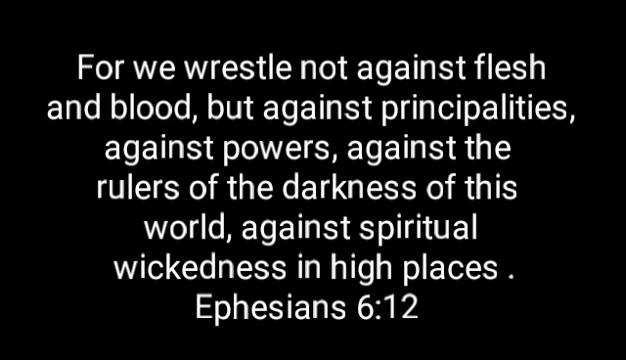 For we wrestle not against flesh
and blood, but against principalities,
against powers, against the
rulers of the darkness of this
world, against spiritual
wickedness in high places .
Ephesians 6:12